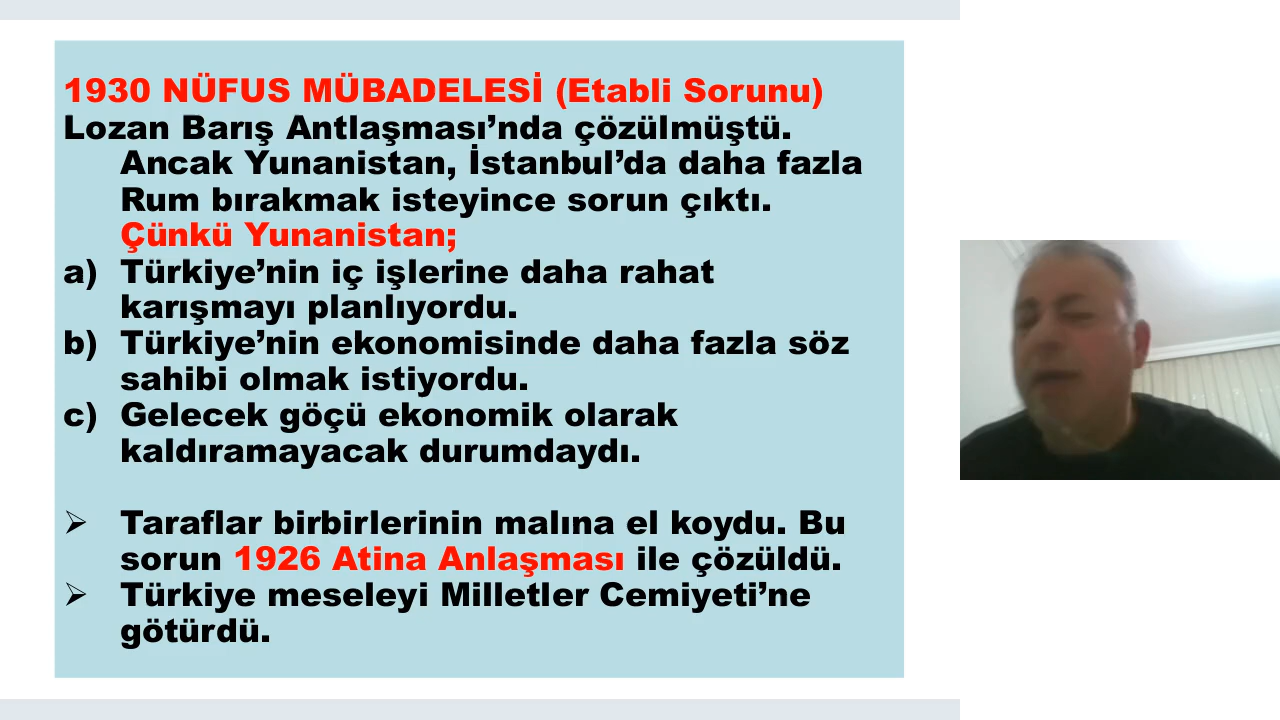 1930 NÜFUS MÜBADELESİ (Etabli Sorunu)
Lozan Barış Antlaşması’nda çözülmüştü.
Ancak Yunanistan, İstanbul’da daha fazla
Rum bırakmak isteyince sorun çıktı.
Çünkü Yunanistan;
a) Türkiye’nin iç işlerine daha rahat
karışmayı planlıyordu.
b) Türkiye’nin ekonomisinde daha fazla söz
sahibi olmak istiyordu.
c) Gelecek göçü ekonomik olarak
kaldıramayacak durumdaydı.
➢ Taraflar birbirlerinin malına el koydu. Bu
sorun 1926 Atina Anlaşması ile çözüldü.
➢ Türkiye meseleyi Milletler Cemiyeti’ne
götürdü.